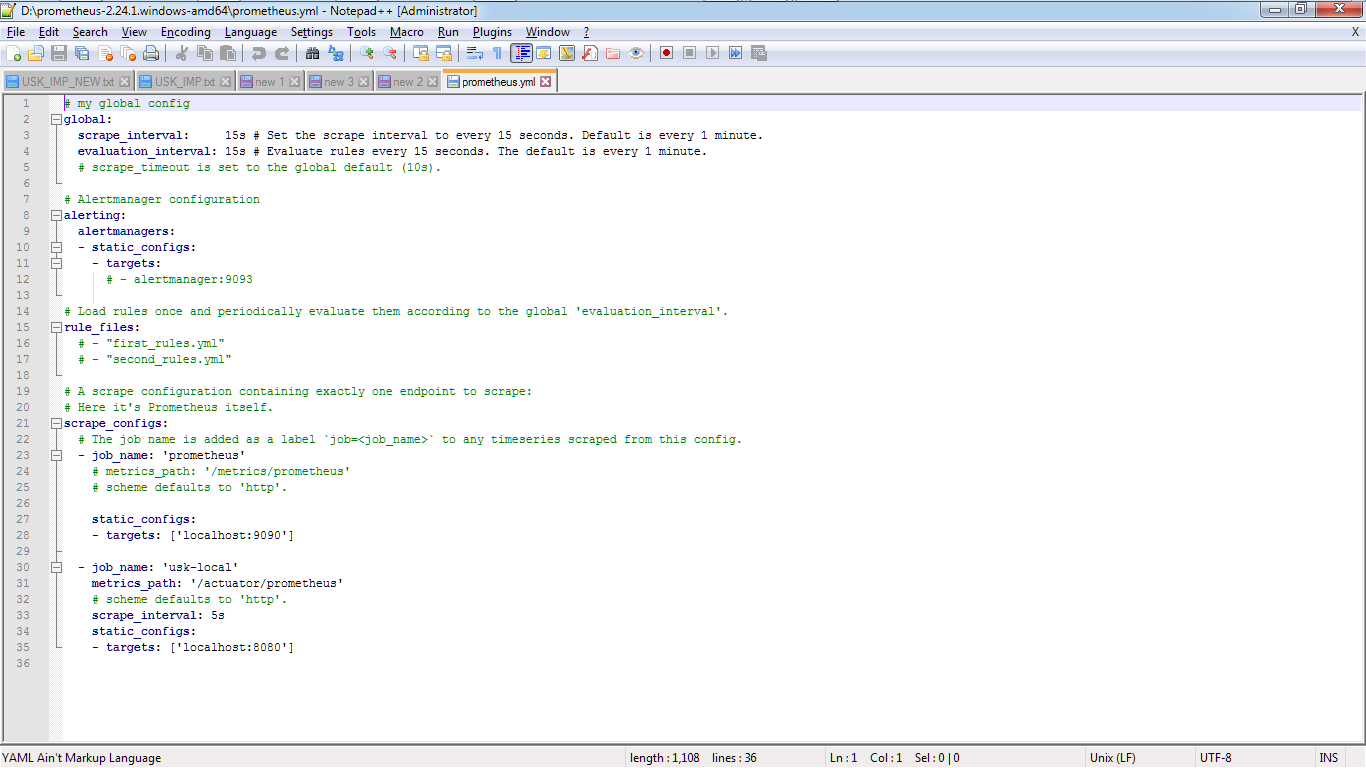 D:\prometheus-2.24.1.windows-amd64\prometheus.yml - Notepad++ [Administrator]
File Edit Search View Encoding Language Settings Tools Macro Run Plugins Window ? X
USK_IMP_NEW.txt USK_IMP.txt new 1 new 3 new 2 prometheus.yml
1 # my global config
2 global:
3   scrape_interval:     15s # Set the scrape interval to every 15 seconds. Default is every 1 minute.
4   evaluation_interval: 15s # Evaluate rules every 15 seconds. The default is every 1 minute.
5   # scrape_timeout is set to the global default (10s).
6
7 # Alertmanager configuration
8 alerting:
9   alertmanagers:
10   - static_configs:
11     - targets:
12       # - alertmanager:9093
13
14 # Load rules once and periodically evaluate them according to the global 'evaluation_interval'.
15 rule_files:
16   # - "first_rules.yml"
17   # - "second_rules.yml"
18
19 # A scrape configuration containing exactly one endpoint to scrape:
20 # Here it's Prometheus itself.
21 scrape_configs:
22   # The job name is added as a label `job=<job_name>` to any timeseries scraped from this config.
23   - job_name: 'prometheus'
24     # metrics_path: '/metrics/prometheus'
25     # scheme defaults to 'http'.
26
27     static_configs:
28     - targets: ['localhost:9090']
29
30   - job_name: 'usk-local'
31     metrics_path: '/actuator/prometheus'
32     # scheme defaults to 'http'.
33     scrape_interval: 5s
34     static_configs:
35     - targets: ['localhost:8080']
36
YAML Ain't Markup Language length : 1,108 lines : 36 Ln : 1 Col : 1 Sel : 0 | 0 Unix (LF) UTF-8 INS